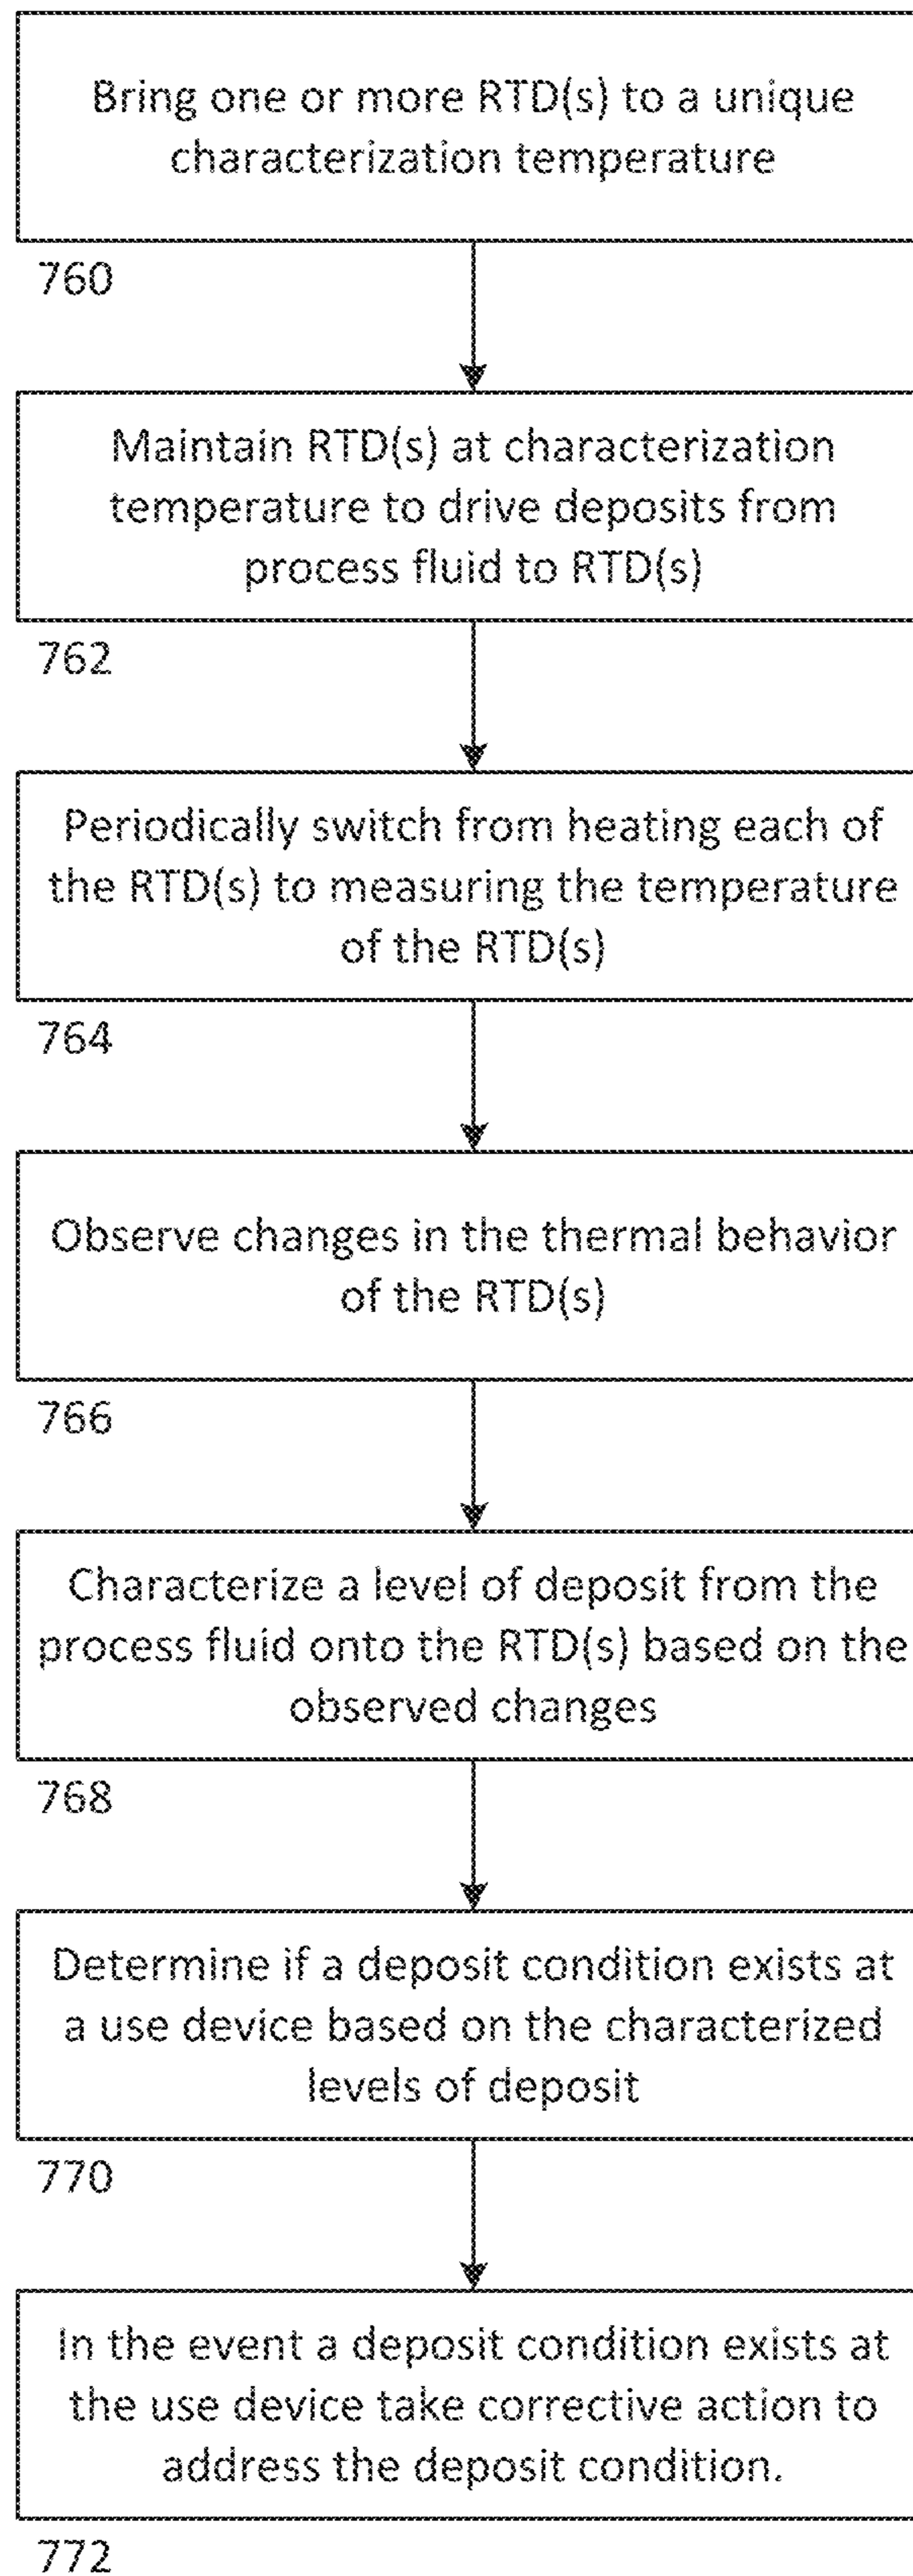 Bring one or more RTD(s) to a unique
characterization temperature
760
Maintain RTD(s) at characterization
temperature to drive deposits from
process fluid to RTD(s)
762
Periodically switch from heating each of
the RTD(s) to measuring the temperature
of the RTD(s)
764
Observe changes in the thermal behavior
of the RTD(s)
766
Characterize a level of deposit from the
process fluid onto the RTD(s) based on the
observed changes
768
Determine if a deposit condition exists at
a use device based on the characterized
levels of deposit
770
In the event a deposit condition exists at
the use device take corrective action to
address the deposit condition.
772